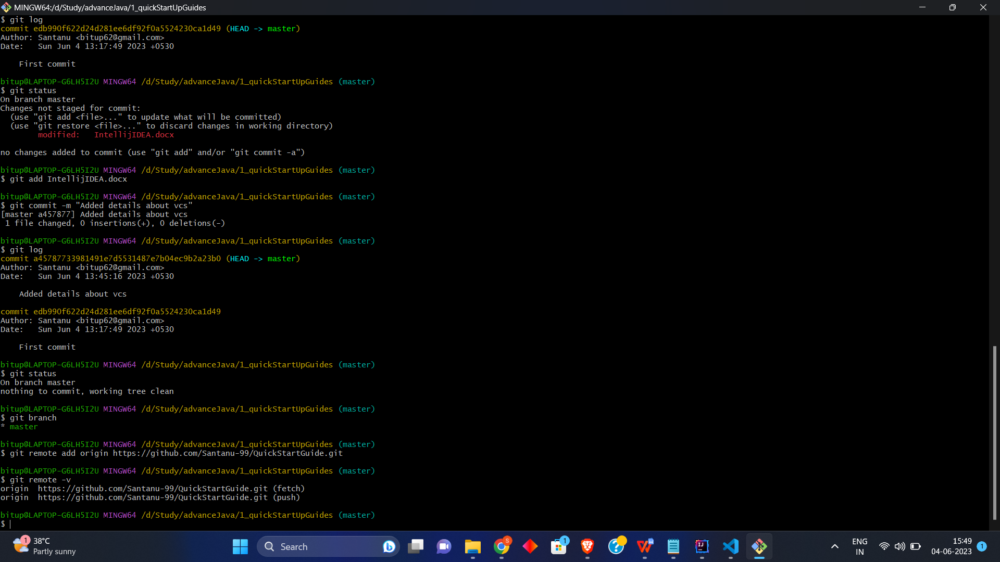 MINGW64:/d/Study/advanceJava/1_quickStartUpGuides
$ git log
commit edb990f622d24d281ee6df92f0a5524230ca1d49 (HEAD -> master)
Author: Santanu <bitup62@gmail.com>
Date:   Sun Jun 4 13:17:49 2023 +0530

    First commit

bitup@LAPTOP-G6LH5I2U MINGW64 /d/Study/advanceJava/1_quickStartUpGuides (master)
$ git status
On branch master
Changes not staged for commit:
  (use "git add <file>..." to update what will be committed)
  (use "git restore <file>..." to discard changes in working directory)
        modified:   IntellijIDEA.docx

no changes added to commit (use "git add" and/or "git commit -a")

bitup@LAPTOP-G6LH5I2U MINGW64 /d/Study/advanceJava/1_quickStartUpGuides (master)
$ git add IntellijIDEA.docx

bitup@LAPTOP-G6LH5I2U MINGW64 /d/Study/advanceJava/1_quickStartUpGuides (master)
$ git commit -m "Added details about vcs"
[master a457877] Added details about vcs
 1 file changed, 0 insertions(+), 0 deletions(-)

bitup@LAPTOP-G6LH5I2U MINGW64 /d/Study/advanceJava/1_quickStartUpGuides (master)
$ git log
commit a45787733981491e7d5531487e7b04ec9b2a23b0 (HEAD -> master)
Author: Santanu <bitup62@gmail.com>
Date:   Sun Jun 4 13:45:16 2023 +0530

    Added details about vcs

commit edb990f622d24d281ee6df92f0a5524230ca1d49
Author: Santanu <bitup62@gmail.com>
Date:   Sun Jun 4 13:17:49 2023 +0530

    First commit

bitup@LAPTOP-G6LH5I2U MINGW64 /d/Study/advanceJava/1_quickStartUpGuides (master)
$ git status
On branch master
nothing to commit, working tree clean

bitup@LAPTOP-G6LH5I2U MINGW64 /d/Study/advanceJava/1_quickStartUpGuides (master)
$ git branch
* master

bitup@LAPTOP-G6LH5I2U MINGW64 /d/Study/advanceJava/1_quickStartUpGuides (master)
$ git remote add origin https://github.com/Santanu-99/QuickStartGuide.git

bitup@LAPTOP-G6LH5I2U MINGW64 /d/Study/advanceJava/1_quickStartUpGuides (master)
$ git remote -v
origin  https://github.com/Santanu-99/QuickStartGuide.git (fetch)
origin  https://github.com/Santanu-99/QuickStartGuide.git (push)

bitup@LAPTOP-G6LH5I2U MINGW64 /d/Study/advanceJava/1_quickStartUpGuides (master)
$
1
38°C
Partly sunny
Search
S
1
?
W
IJ
ENG
IN
15:49
04-06-2023
1